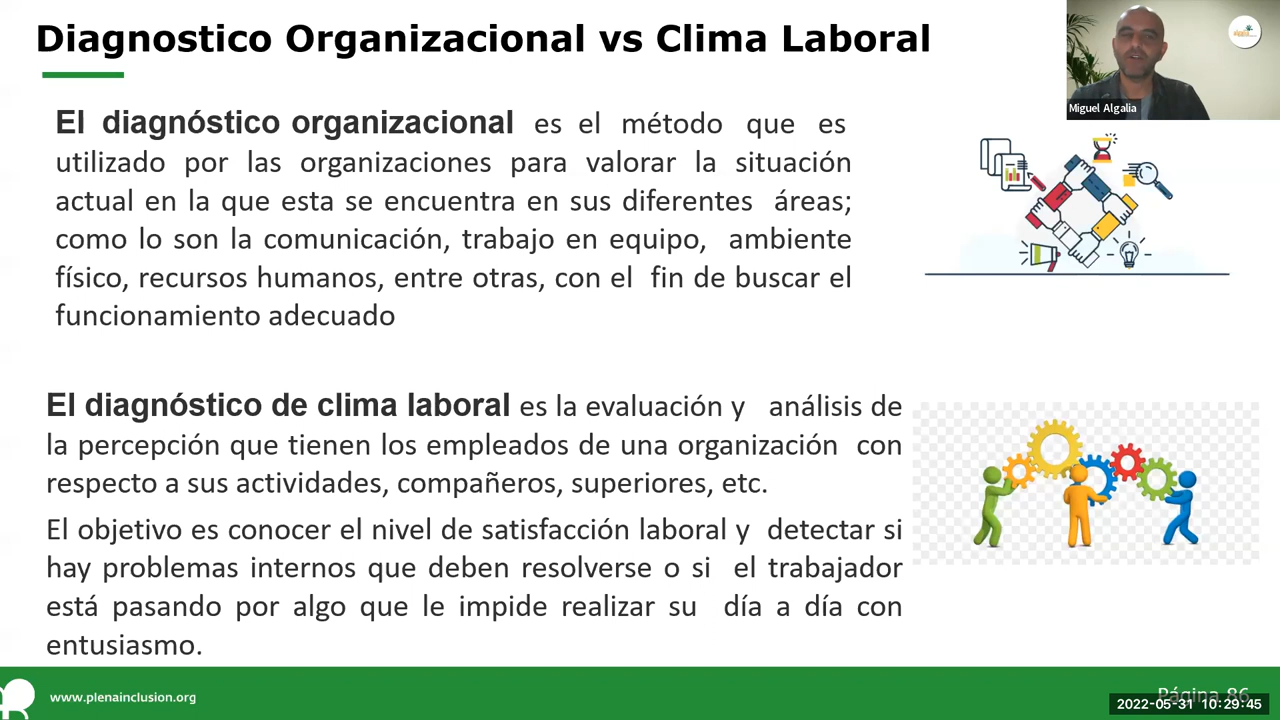 Diagnostico Organizacional vs Clima Laboral
Miguel Algalia
El diagnóstico organizacional es el método que es
utilizado por las organizaciones para valorar la situación
actual en la que esta se encuentra en sus diferentes áreas;
como lo son la comunicación, trabajo en equipo, ambiente
físico, recursos humanos, entre otras, con el fin de buscar el
funcionamiento adecuado
El diagnóstico de clima laboral es la evaluación y análisis de
la percepción que tienen los empleados de una organización con
respecto a sus actividades, compañeros, superiores, etc.
El objetivo es conocer el nivel de satisfacción laboral y detectar si
hay problemas internos que deben resolverse o si el trabajador
está pasando por algo que le impide realizar su día a día con
entusiasmo.
www.plenainclusion.org
Página 86
2022-05-31 10:29:45